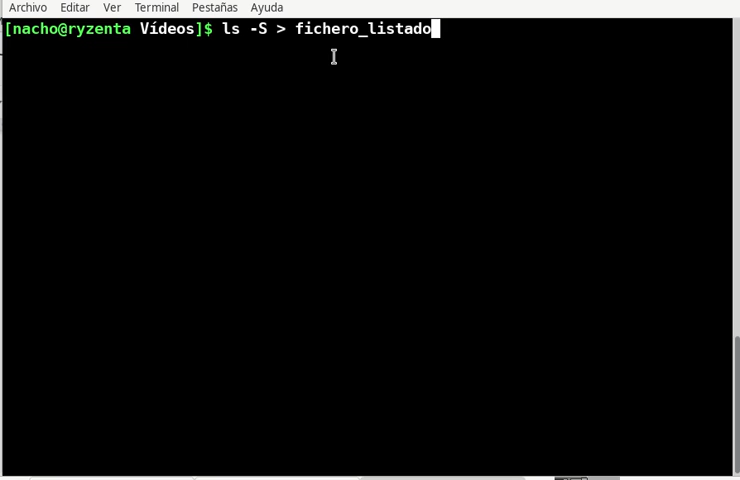 Archivo Editar Ver Terminal Pestañas Ayuda
[nacho@ryzenta Vídeos]$ ls -S > fichero_listado